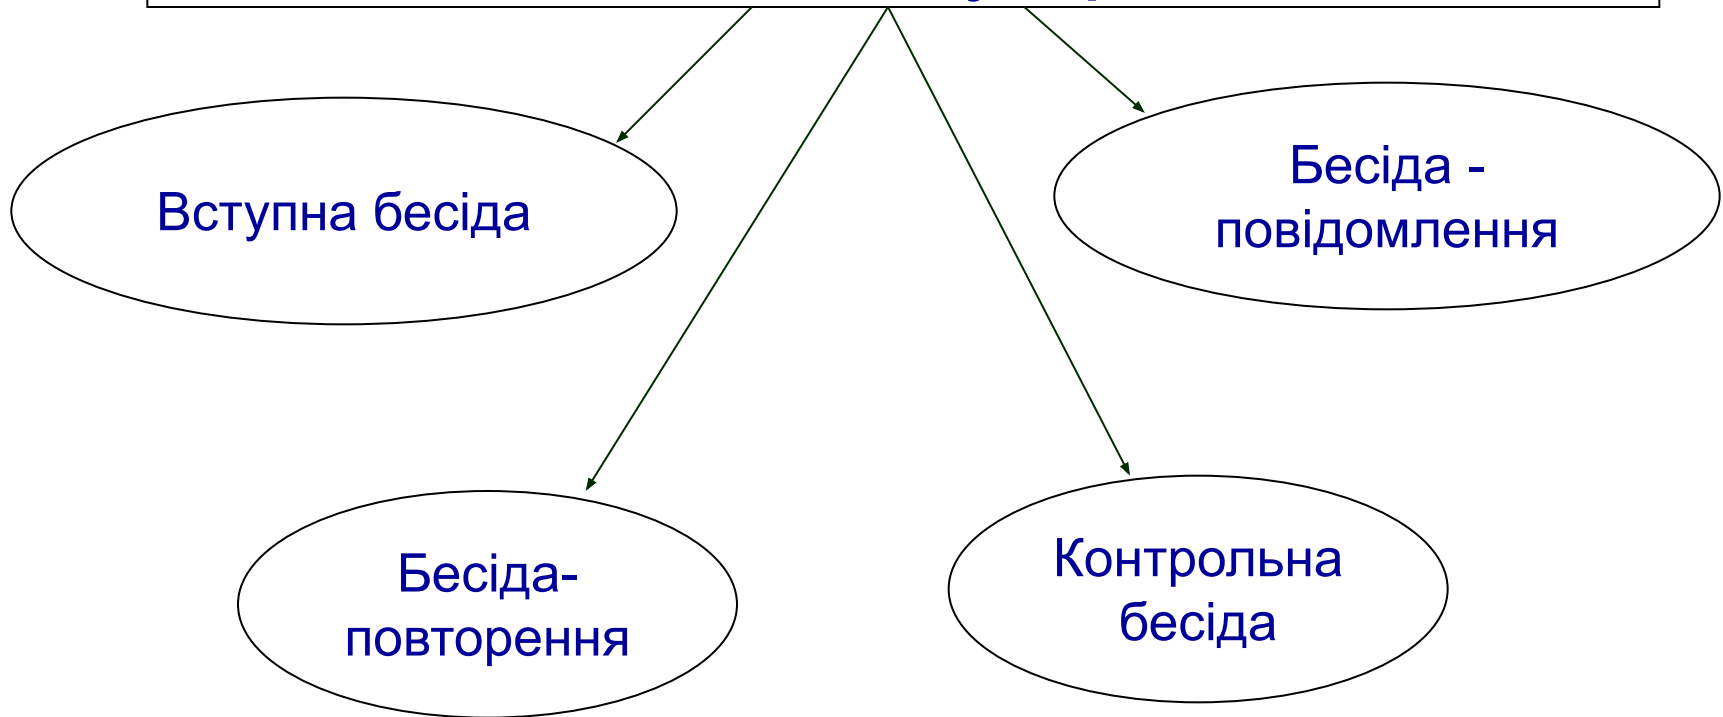 Вступна бесіда
Бесіда -
повідомлення
Бесіда-
повторення
Контрольна
бесіда